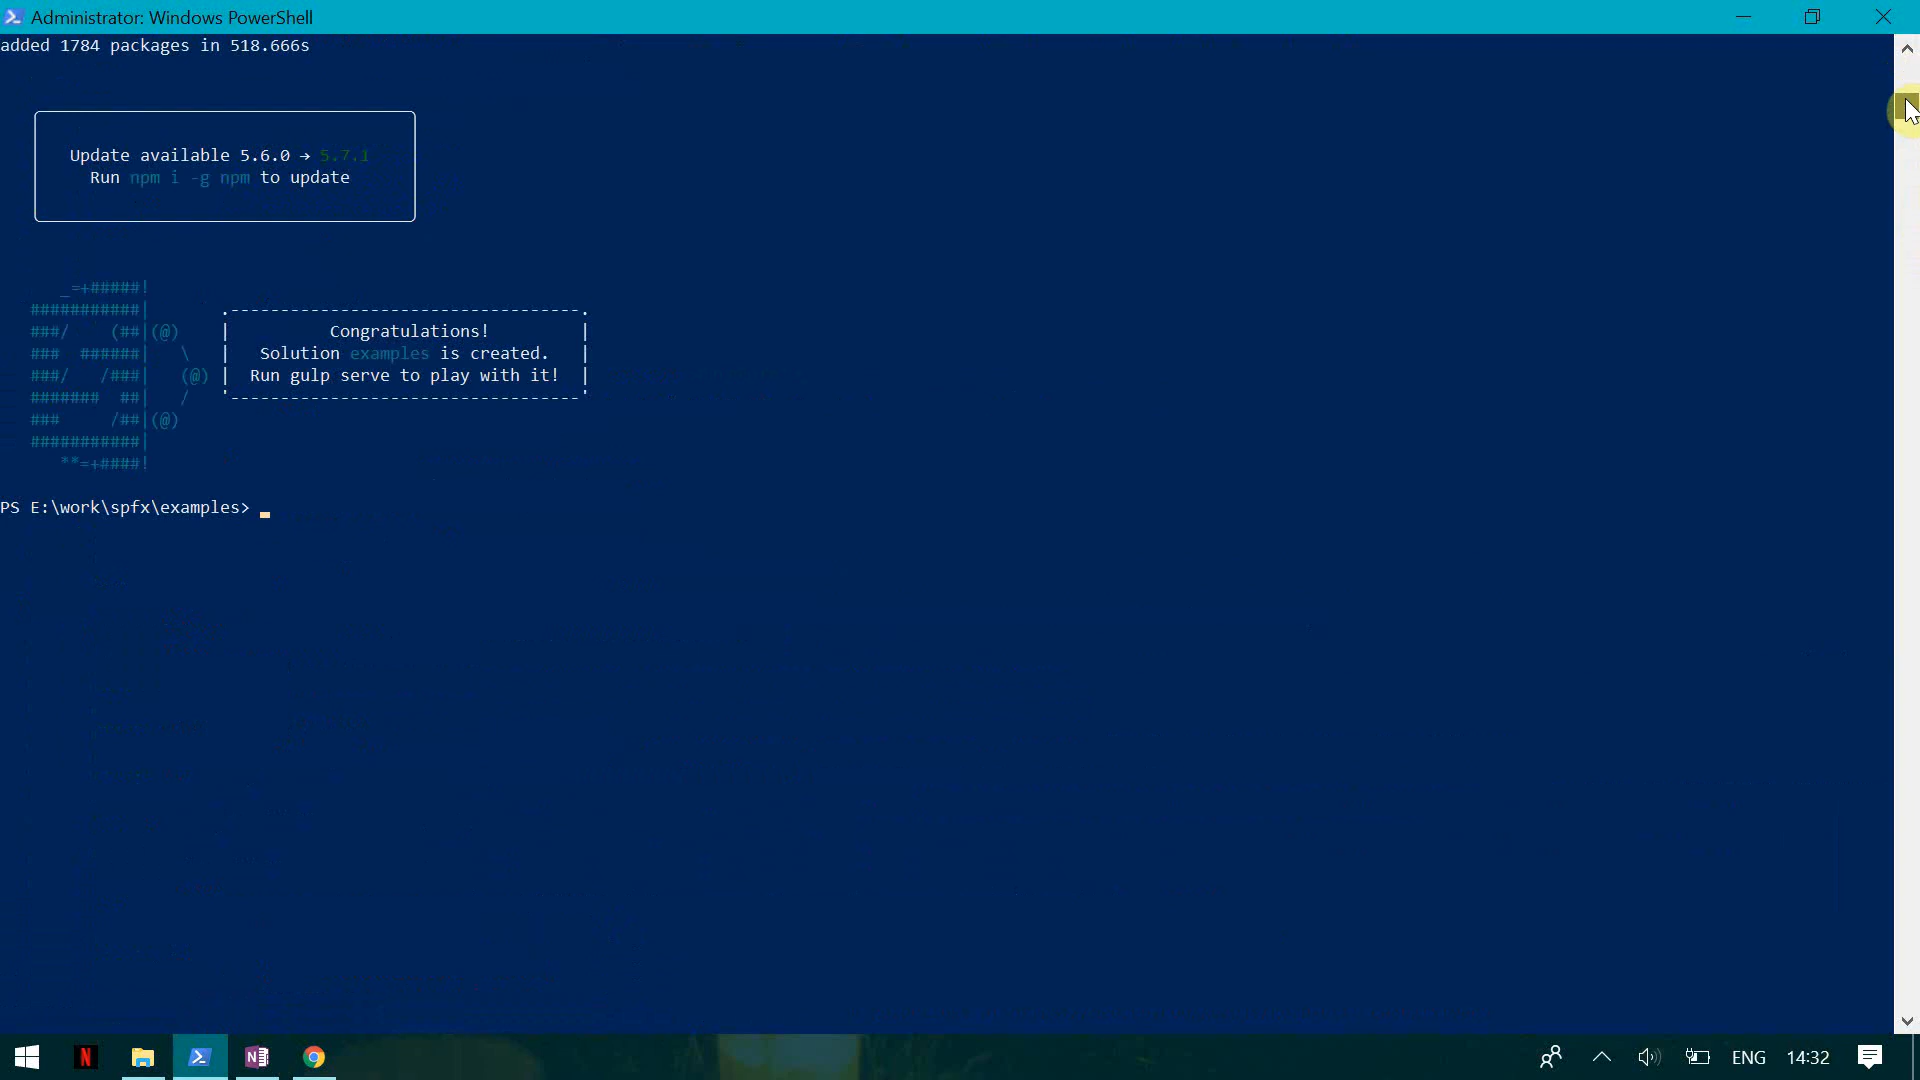 Administrator: Windows PowerShell
added 1784 packages in 518.666s
Update available 5.6.0 → 5.7.1
Run npm i -g npm to update
_=+#####!
###########|
###/    (##|(@)
###  ######|   \
###/   /###|   (@)
#######  ##|   /
###     /##|(@)
###########|
**=+####!
.-----------------------------------.
|          Congratulations!         |
|   Solution examples is created.   |
|  Run gulp serve to play with it!  |
'-----------------------------------'
PS E:\work\spfx\examples>
N
N
ENG
14:32